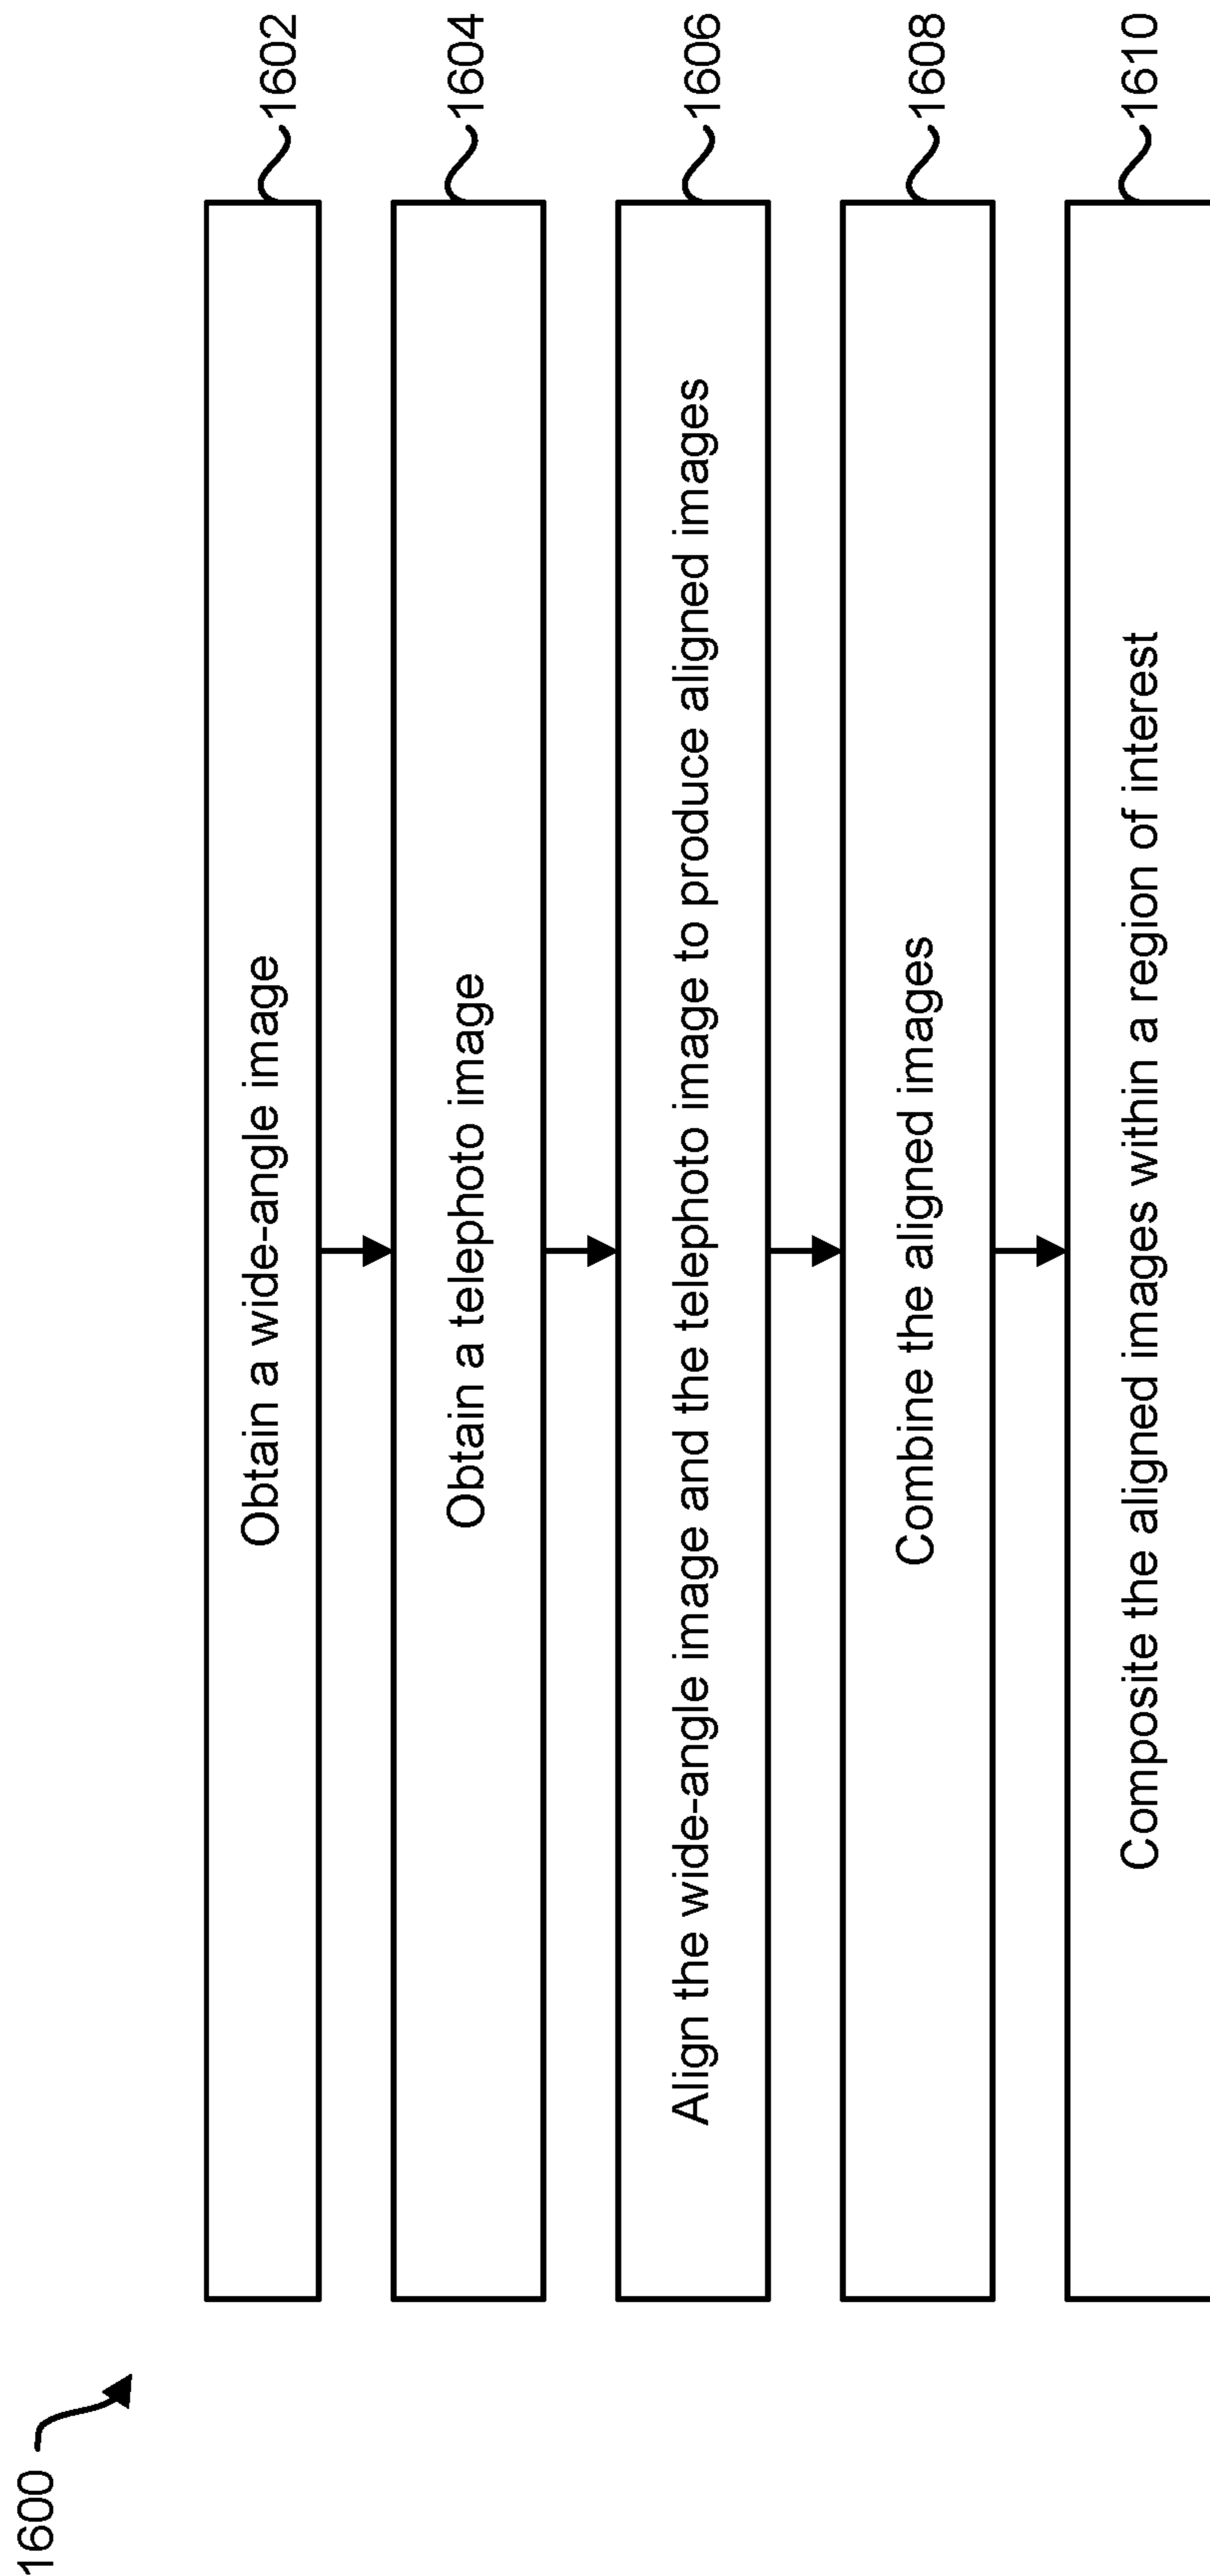 1600
Obtain a wide-angle image
1602
Obtain a telephoto image
1604
Align the wide-angle image and the telephoto image to produce aligned images
1606
Combine the aligned images
1608
Composite the aligned images within a region of interest
1610